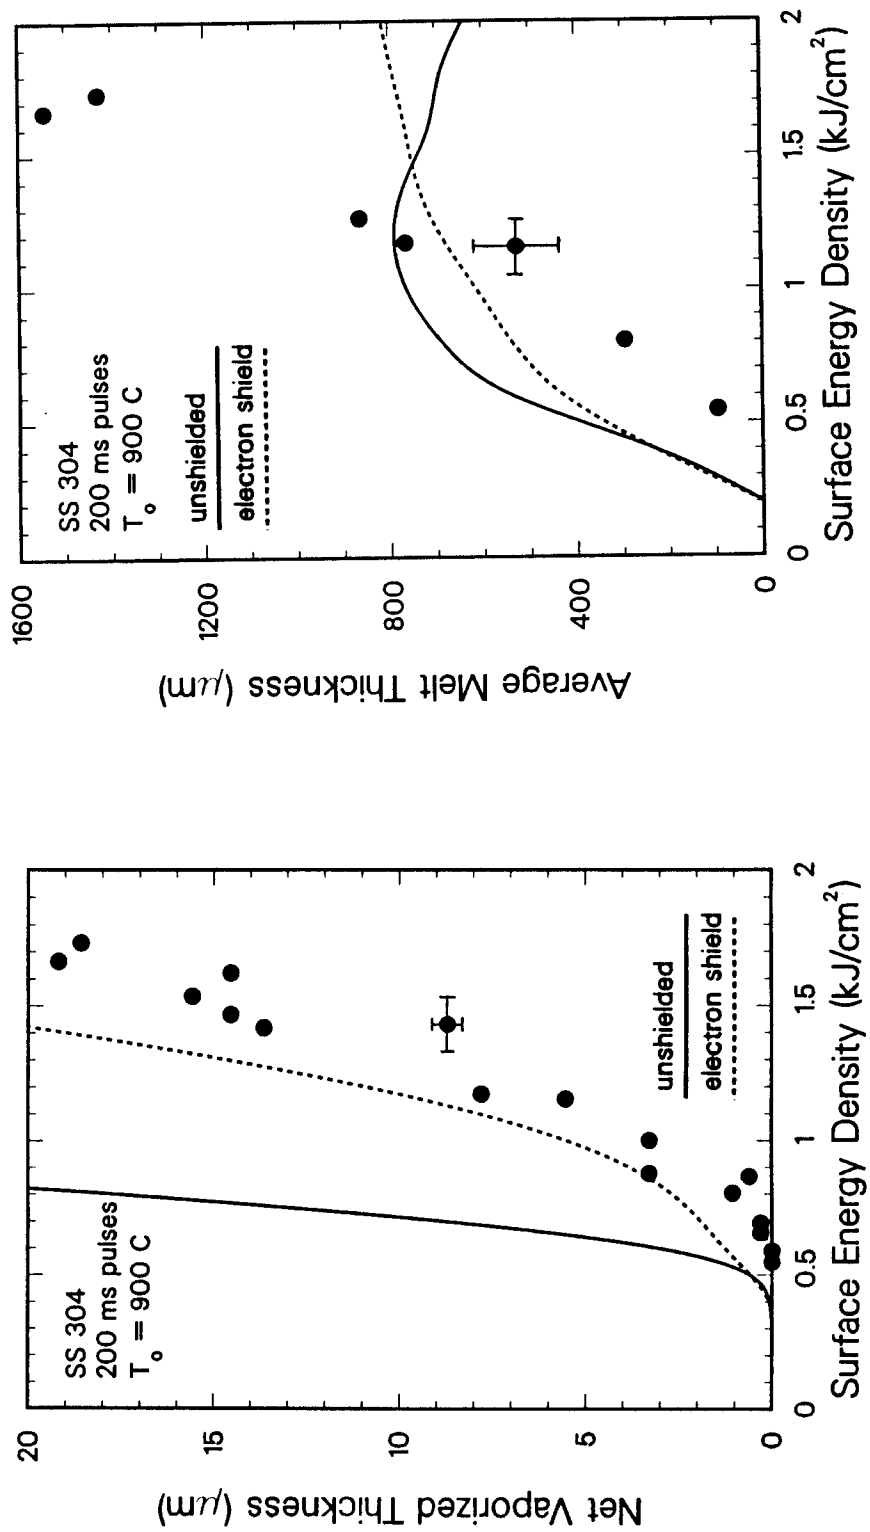 SS 304
200 ms pulses
T₀ = 900 C
unshielded
electron shield
20
15
10
5
0
0
0.5
1
1.5
2
Net Vaporized Thickness (μm)
Surface Energy Density (kJ/cm²)
SS 304
200 ms pulses
T₀ = 900 C
unshielded
electron shield
1600
1200
800
400
0
0
0.5
1
1.5
2
Average Melt Thickness (μm)
Surface Energy Density (kJ/cm²)